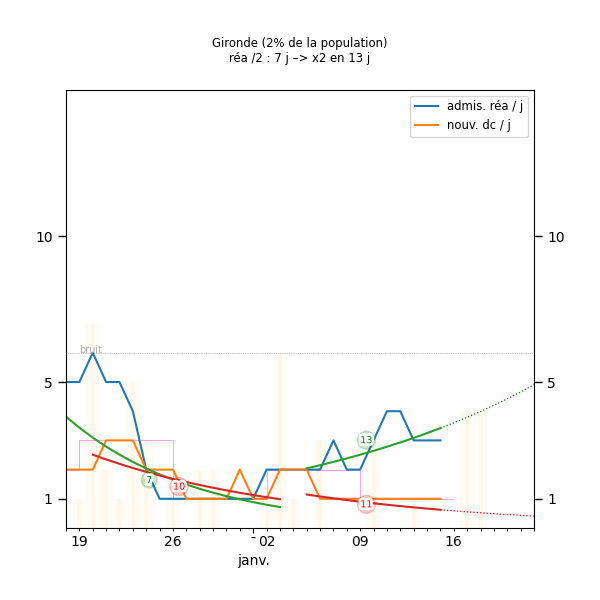 Gironde (2% de la population)
réa /2 : 7 j –> x2 en 13 j
admis. réa / j
nouv. dc / j
10
10
bruit
5
5
13
7
10
11
1
1
19
26
02
09
16
janv.